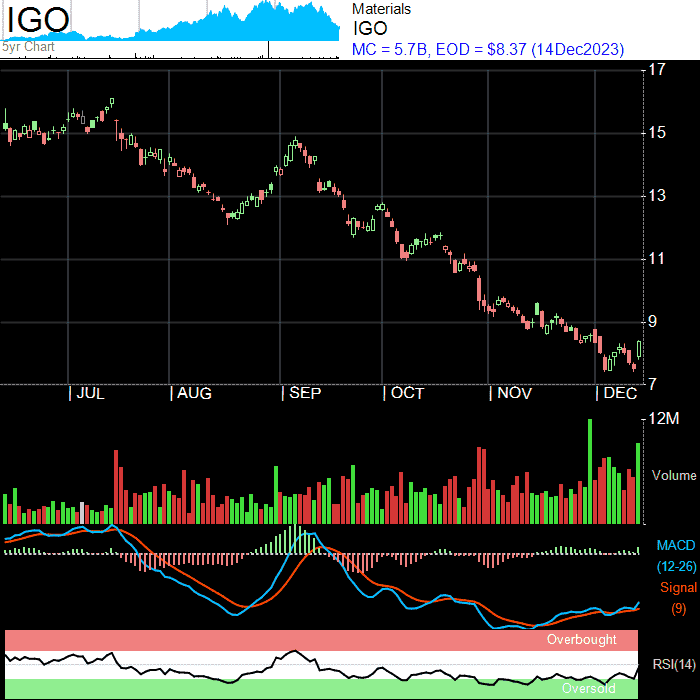 IGO
5yr Chart
Materials
IGO
MC = 5.7B, EOD = $8.37 (14Dec2023)
17
15
13
11
9
7
| JUL | AUG | SEP | OCT | NOV | DEC
12M
Volume
MACD
(12-26)
Signal
(9)
Overbought
RSI(14)
Oversold